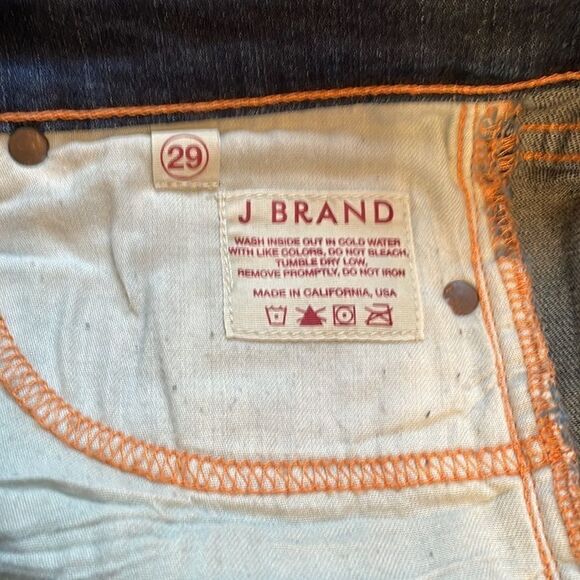 29
J BRAND
WASH INSIDE OUT IN COLD WATER
WITH LIKE COLORS, DO NOT BLEACH,
TUMBLE DRY LOW,
REMOVE PROMPTLY, DO NOT IRON
MADE IN CALIFORNIA, USA